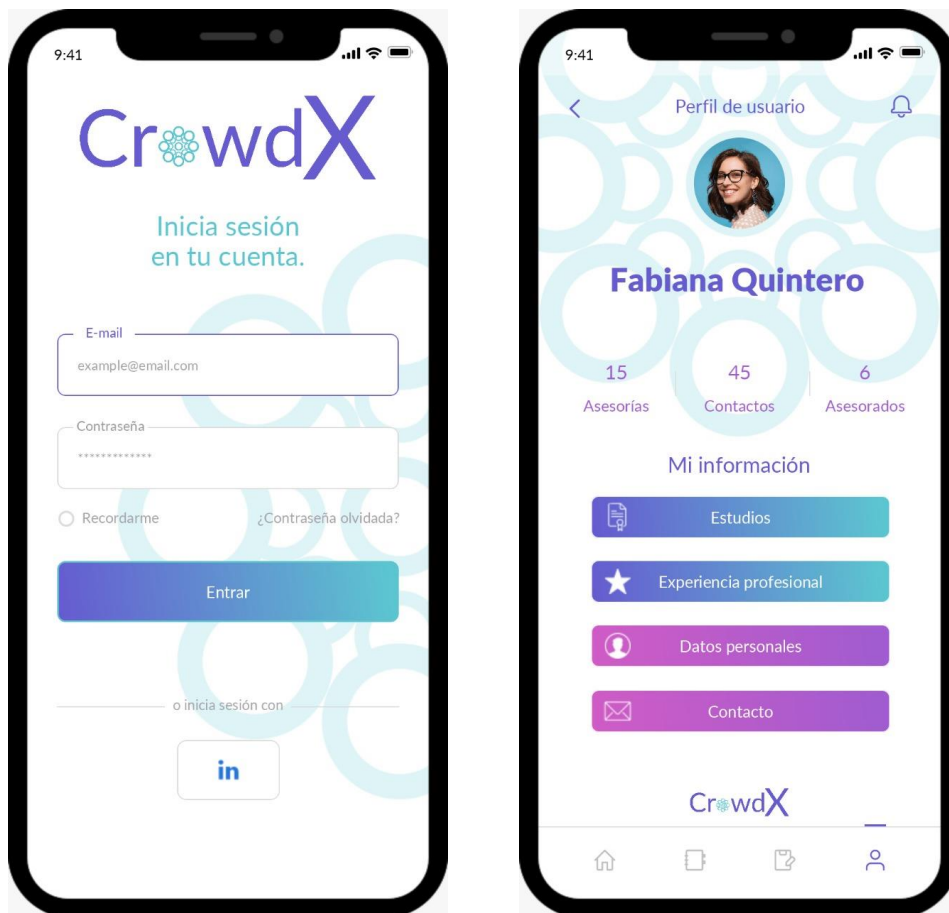 9:41
CrowdX
Inicia sesión
en tu cuenta.
E-mail
example@email.com
Contraseña
*************
Recordarme
¿Contraseña olvidada?
Entrar
o inicia sesión con
in
9:41
Perfil de usuario
Fabiana Quintero
15
45
6
Asesorías
Contactos
Asesorados
Mi información
Estudios
Experiencia profesional
Datos personales
Contacto
CrowdX